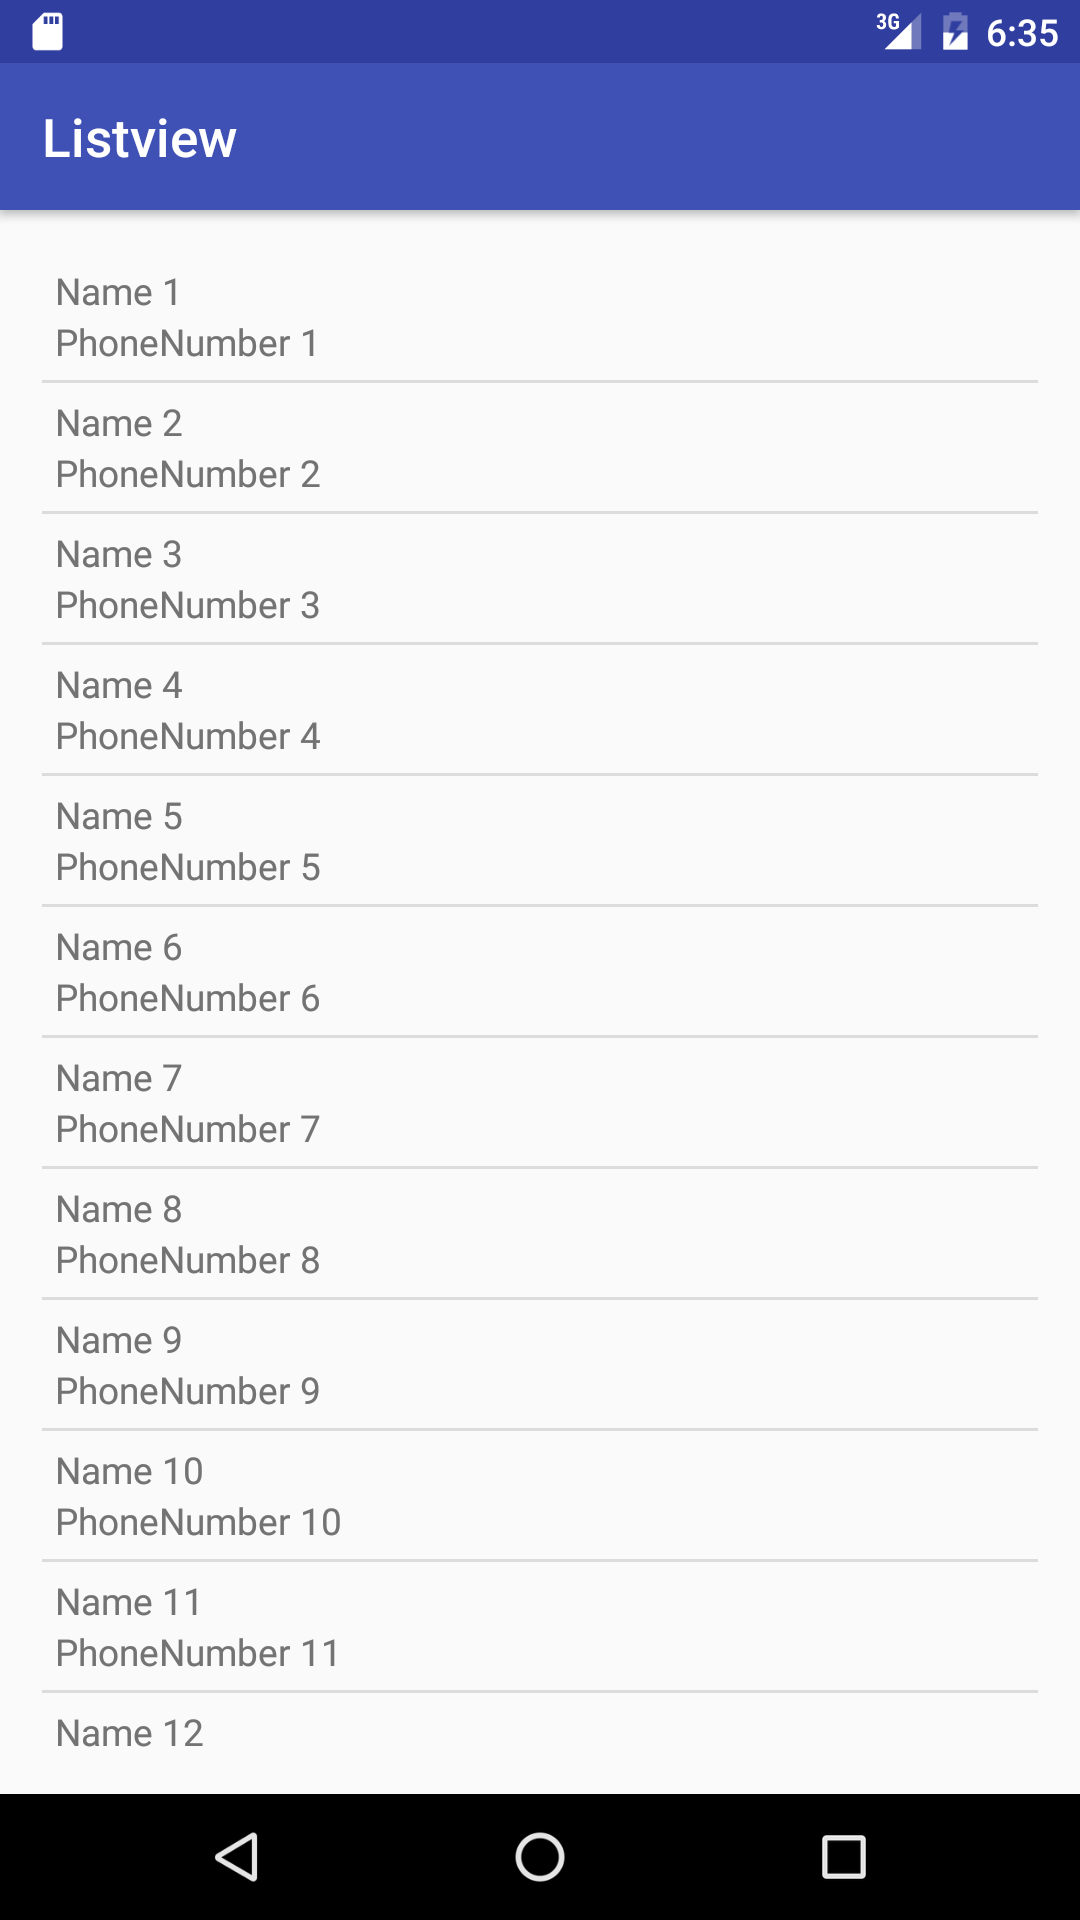 3G 6:35
Listview
Name 1
PhoneNumber 1
Name 2
PhoneNumber 2
Name 3
PhoneNumber 3
Name 4
PhoneNumber 4
Name 5
PhoneNumber 5
Name 6
PhoneNumber 6
Name 7
PhoneNumber 7
Name 8
PhoneNumber 8
Name 9
PhoneNumber 9
Name 10
PhoneNumber 10
Name 11
PhoneNumber 11
Name 12